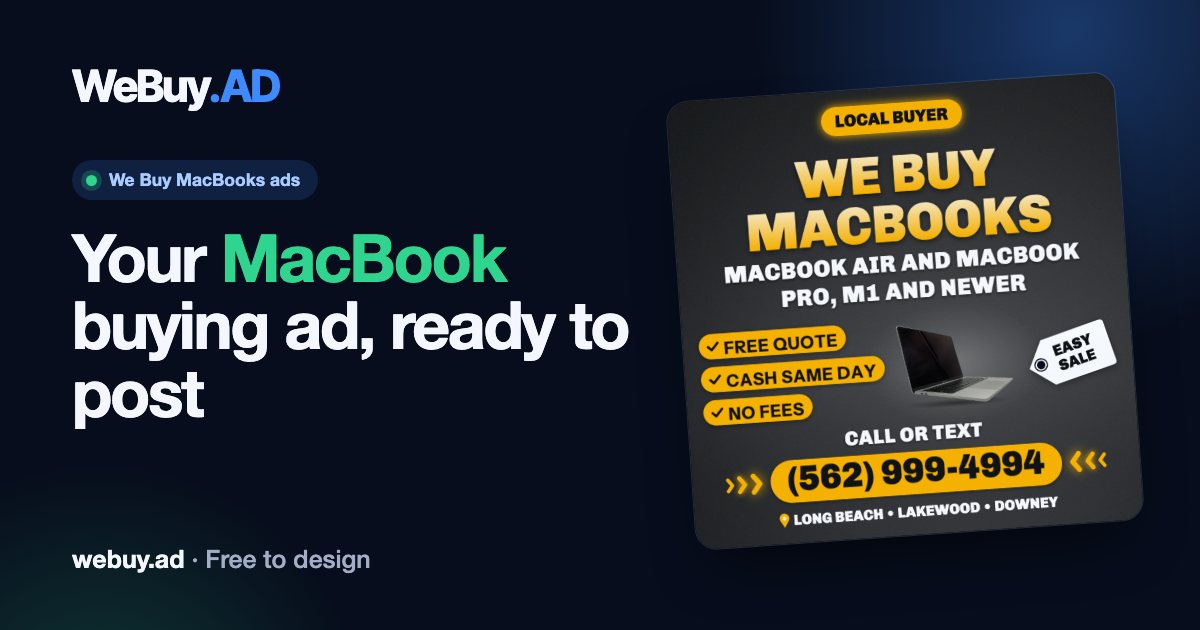 WeBuy.AD
We Buy MacBooks ads
Your MacBook
buying ad, ready to
post
webuy.ad · Free to design
LOCAL BUYER
WE BUY
MACBOOKS
MACBOOK AIR AND MACBOOK
PRO, M1 AND NEWER
FREE QUOTE
CASH SAME DAY
NO FEES
EASY
SALE
CALL OR TEXT
(562) 999-4994
LONG BEACH • LAKEWOOD • DOWNEY